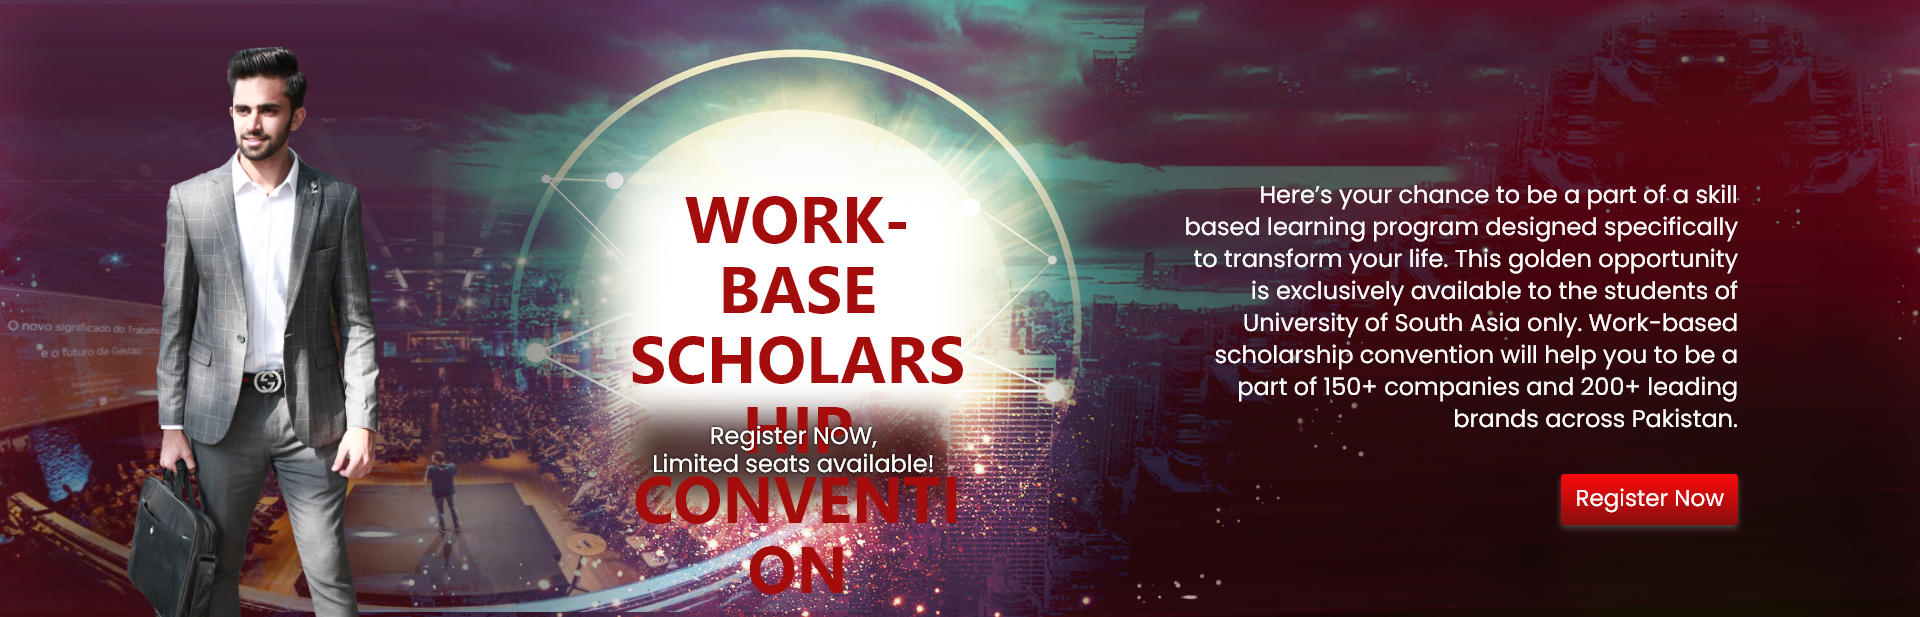 O novo significado do Trabalho
e o futuro da Gestão
WORK-
BASE
SCHOLARS
HIP
CONVENTI
ON
Register NOW,
Limited seats available!
Here’s your chance to be a part of a skill
based learning program designed specifically
to transform your life. This golden opportunity
is exclusively available to the students of
University of South Asia only. Work-based
scholarship convention will help you to be a
part of 150+ companies and 200+ leading
brands across Pakistan.
Register Now